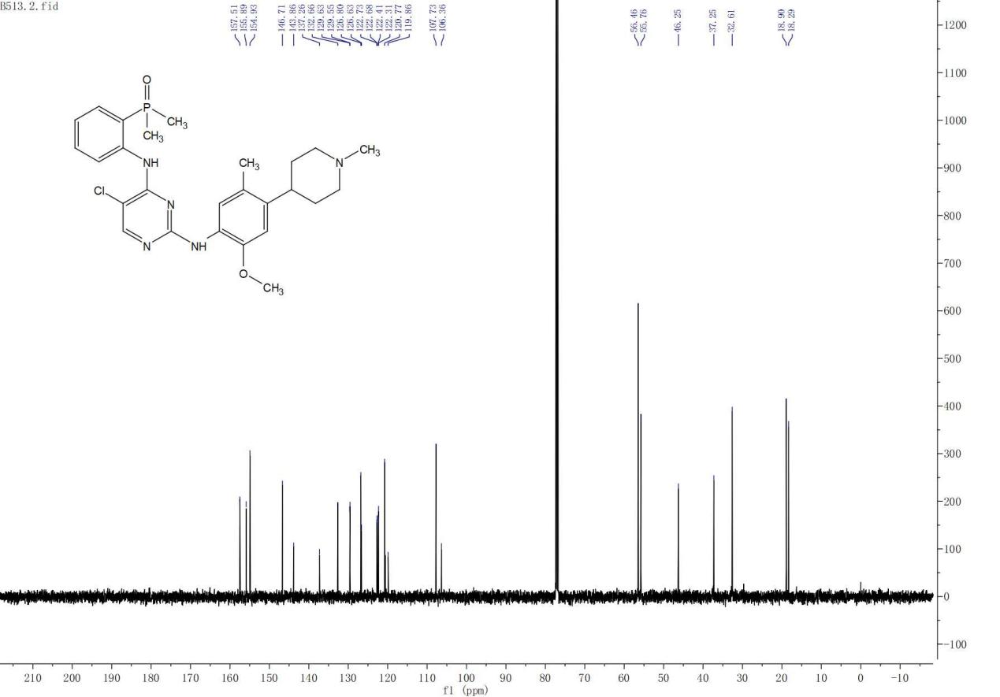 B513.2.fid
157.51
155.89
154.93
146.71
143.86
137.26
132.66
129.63
129.55
126.80
126.63
122.73
122.68
122.41
122.31
120.77
119.86
107.73
106.36
56.46
55.76
46.25
37.25
32.61
18.90
18.29
O
P
CH3
CH3
NH
Cl
N
N
NH
CH3
N
CH3
O
CH3
1200
1100
1000
900
800
700
600
500
400
300
200
100
0
-100
210 200 190 180 170 160 150 140 130 120 110 100 90 80 70 60 50 40 30 20 10 0 -10
f1 (ppm)